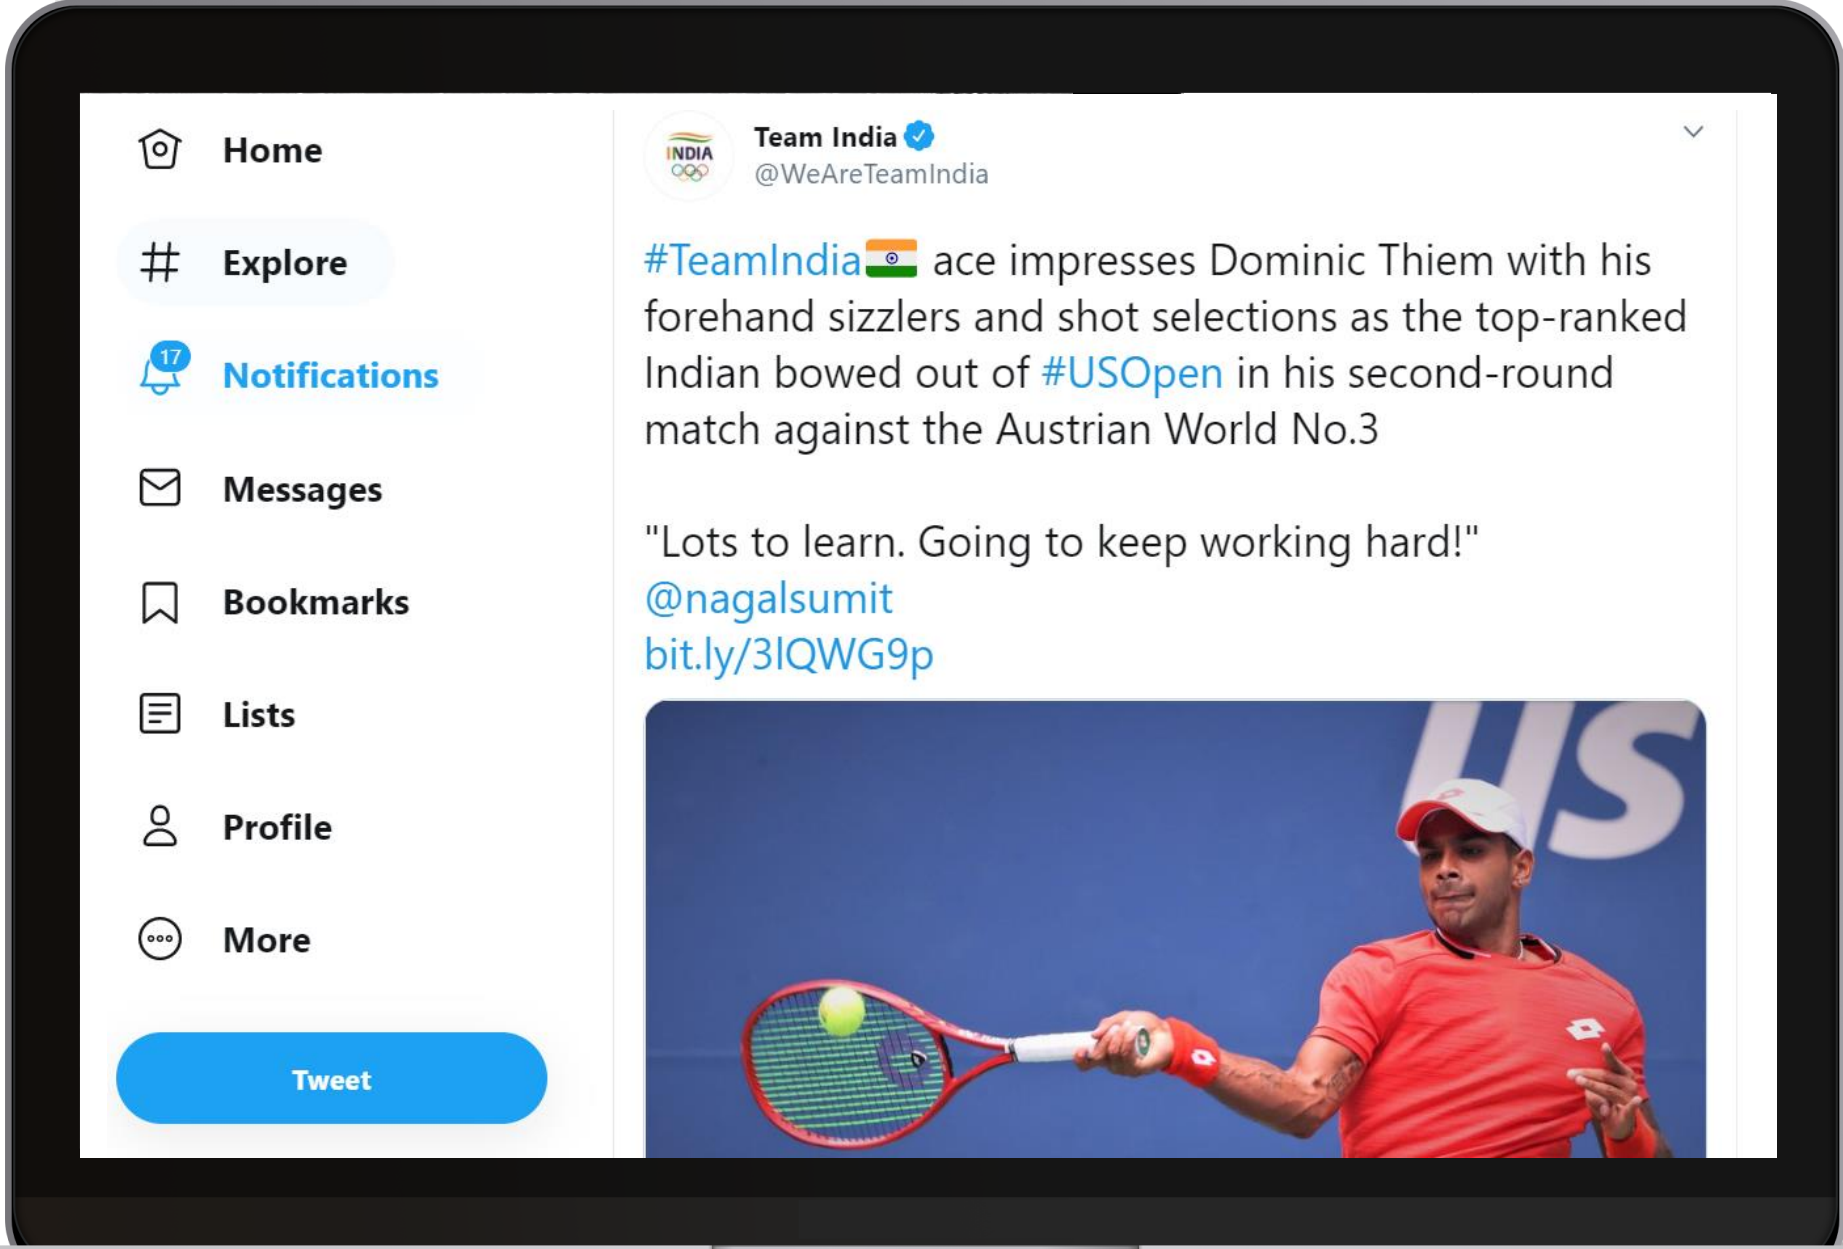 Home
Explore
17
Notifications
Messages
Bookmarks
Lists
Profile
More
Tweet
INDIA
Team India
@WeAreTeamIndia
#TeamIndia🇮🇳 ace impresses Dominic Thiem with his
forehand sizzlers and shot selections as the top-ranked
Indian bowed out of #USOpen in his second-round
match against the Austrian World No.3
"Lots to learn. Going to keep working hard!"
@nagalsumit
bit.ly/3lQWG9p
US